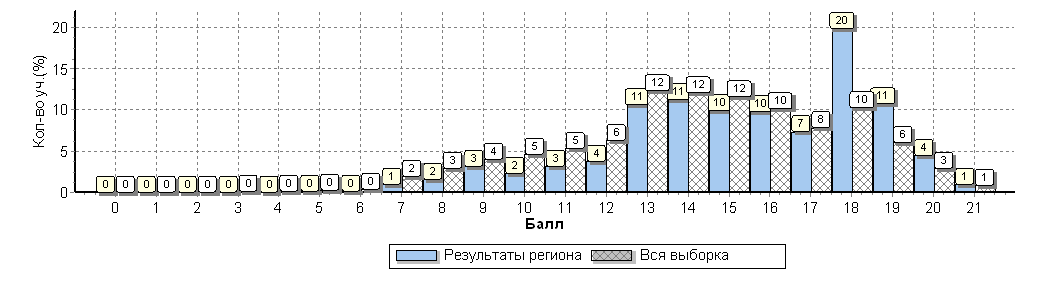 20
15
10
5
0
Кол-во уч.(%)
0 0 0 0 0 0 0 0 0 0 0 0 0 0 1 2 2 3 3 4 2 5 3 5 4 6 11 12 11 12 10 12 10 10 7 8 20 10 11 6 4 3 1 1
0 1 2 3 4 5 6 7 8 9 10 11 12 13 14 15 16 17 18 19 20 21
Балл
Результаты региона Вся выборка